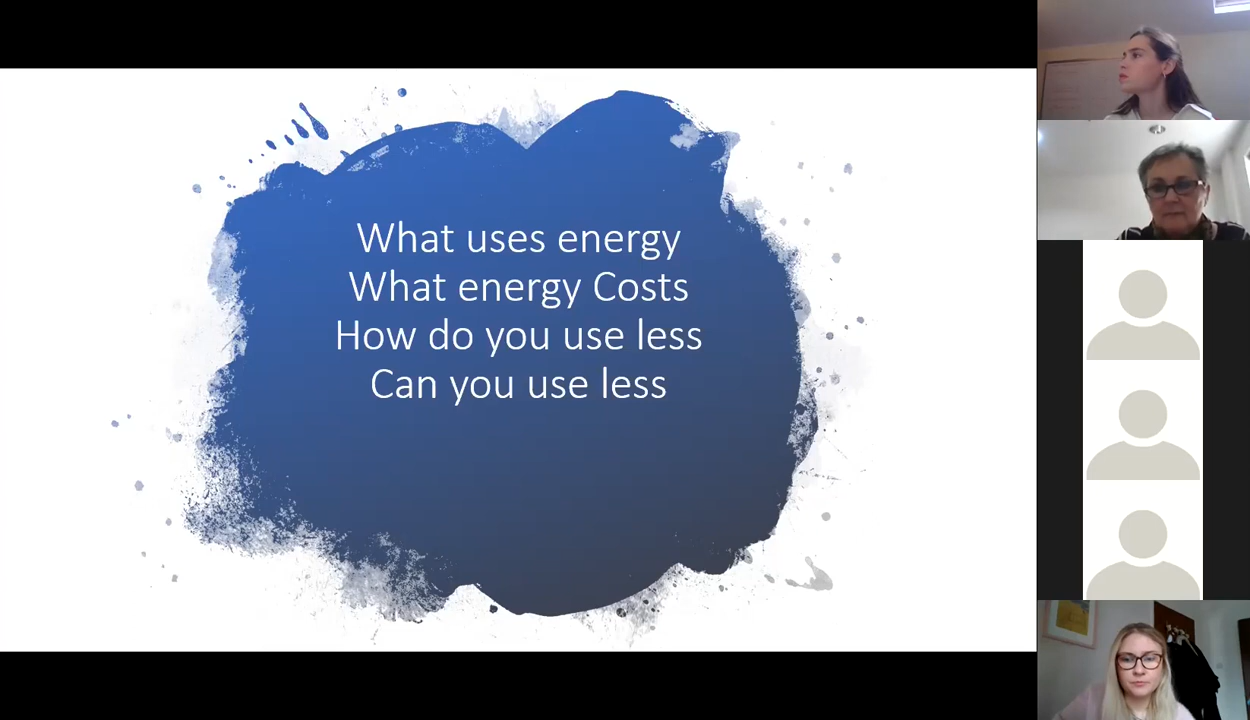 What uses energy
What energy Costs
How do you use less
Can you use less